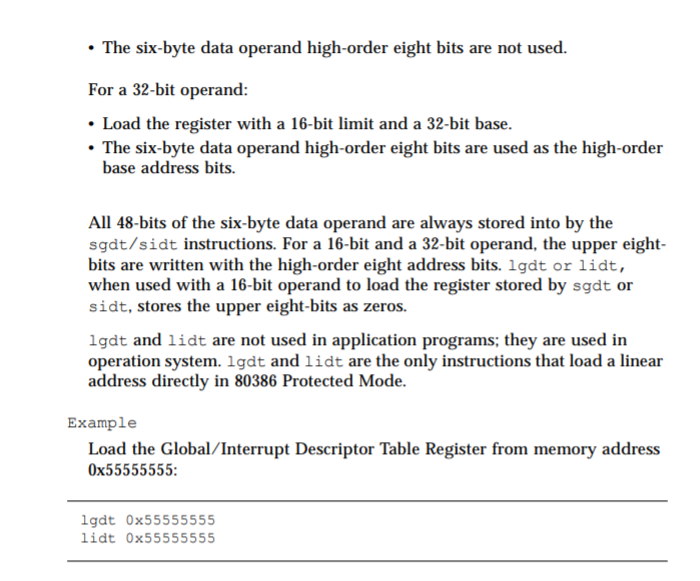 • The six-byte data operand high-order eight bits are not used.
For a 32-bit operand:
• Load the register with a 16-bit limit and a 32-bit base.
• The six-byte data operand high-order eight bits are used as the high-order
base address bits.
All 48-bits of the six-byte data operand are always stored into by the
sgdt/sidt instructions. For a 16-bit and a 32-bit operand, the upper eight-
bits are written with the high-order eight address bits. lgdt or lidt,
when used with a 16-bit operand to load the register stored by sgdt or
sidt, stores the upper eight-bits as zeros.
lgdt and lidt are not used in application programs; they are used in
operation system. lgdt and lidt are the only instructions that load a linear
address directly in 80386 Protected Mode.
Example
Load the Global/Interrupt Descriptor Table Register from memory address
0x55555555:
lgdt 0x55555555
lidt 0x55555555